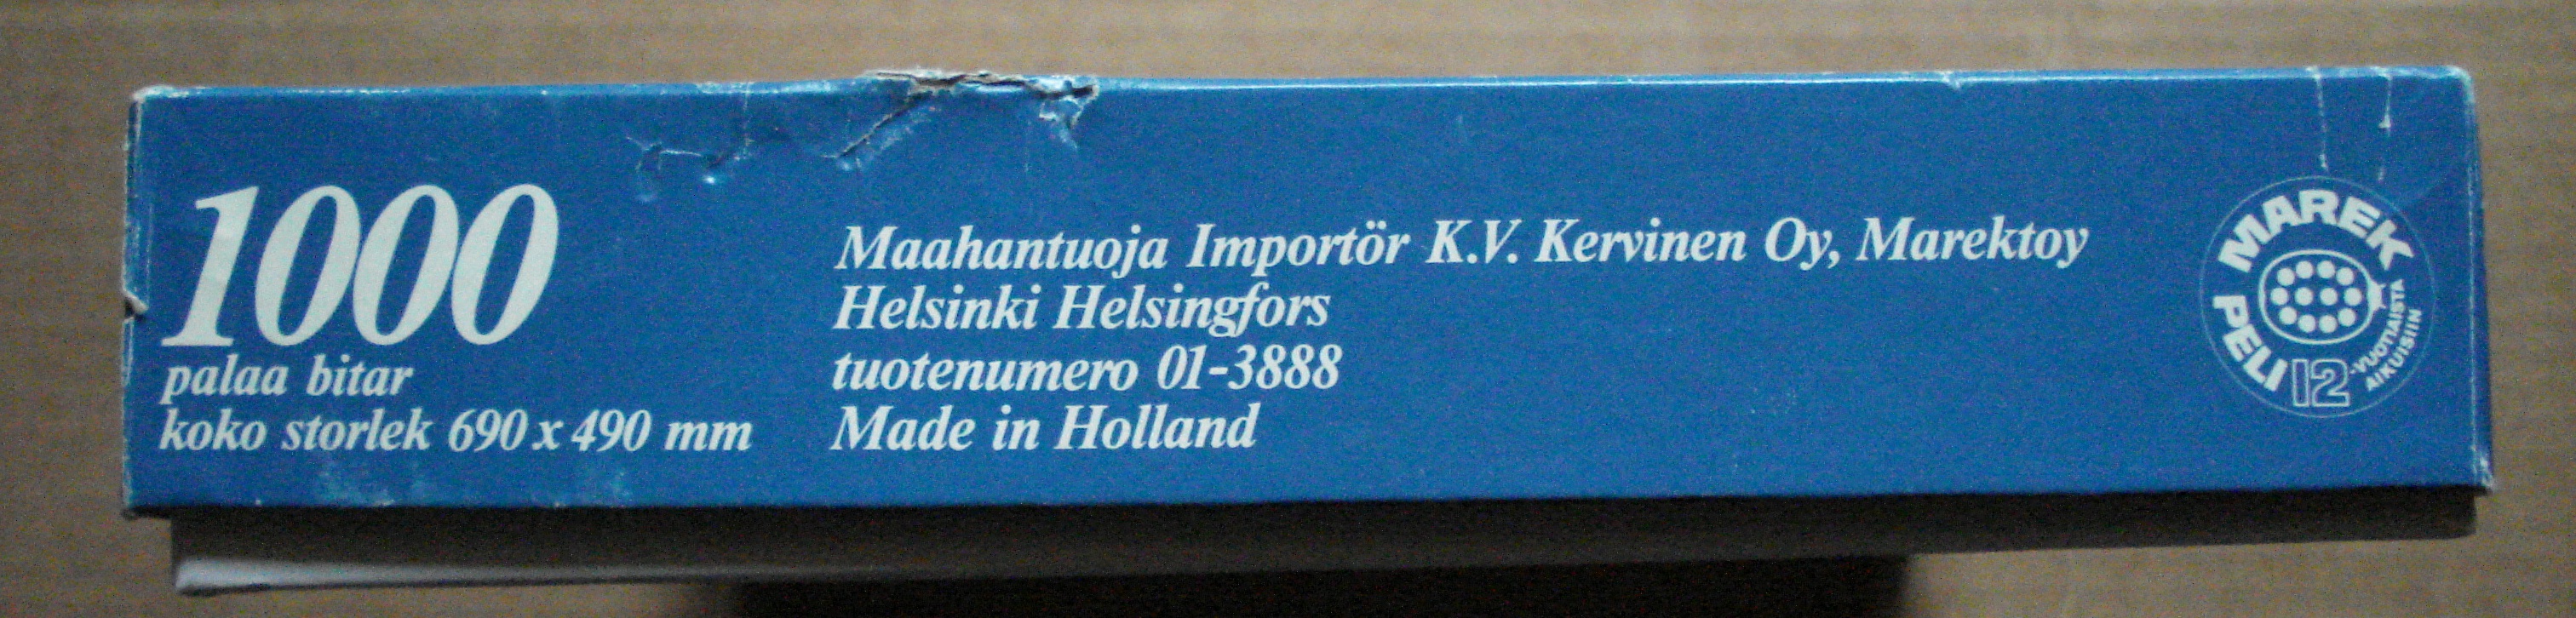 1000
palaa bitar
koko storlek 690 x 490 mm
Maahantuoja Importör K.V. Kervinen Oy, Marektoy
Helsinki Helsingfors
tuotenumero 01-3888
Made in Holland
MAREK
PELI 12 -VUOTIAISTA
AIKUISIIN